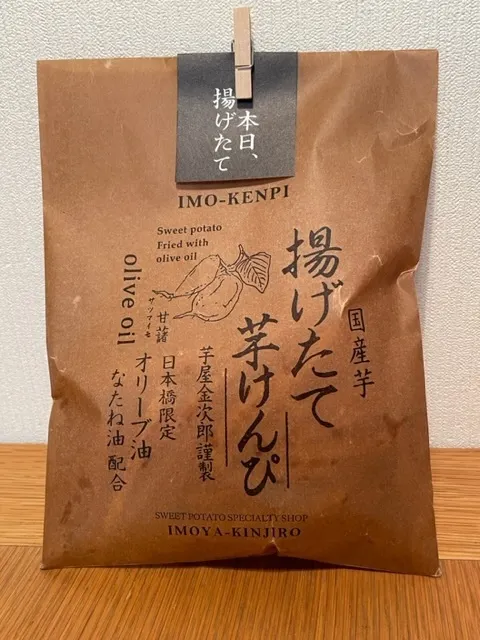 本日、
揚げたて
IMO-KENPI
Sweet potato
Fried with
olive oil
国産芋
揚げたて
芋けんぴ
芋屋金次郎謹製
日本橋限定
甘藷
サツマイモ
オリーブ油
なたね油 配合
olive oil
SWEET POTATO SPECIALTY SHOP
IMOYA-KINJIRO